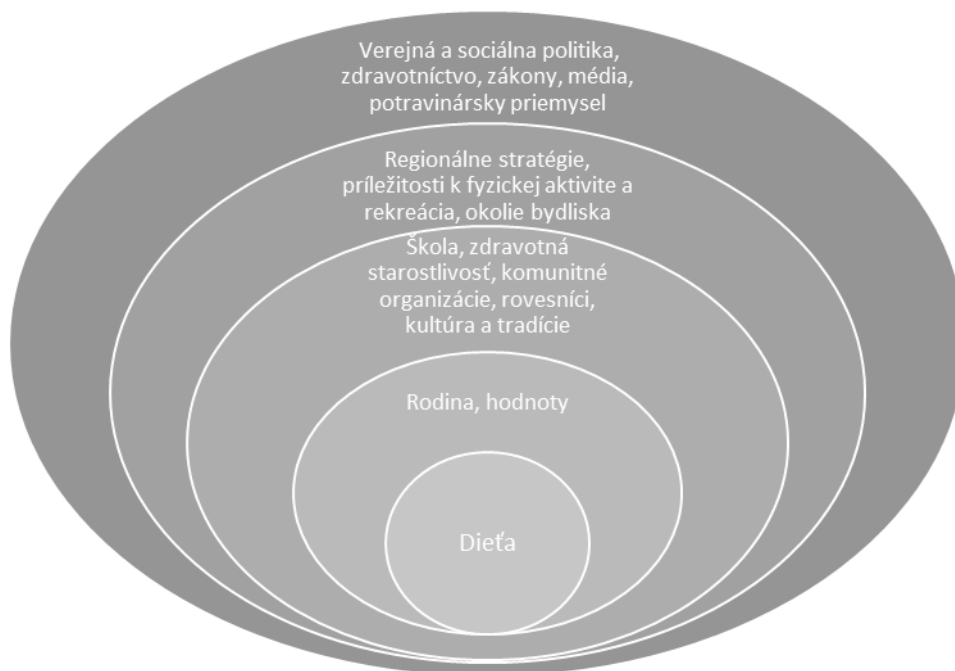 Verejná a sociálna politika,
zdravotníctvo, zákony, média,
potravinársky priemysel
Regionálne stratégie,
príležitosti k fyzickej aktivite a
rekreácia, okolie bydliska
Škola, zdravotná
starostlivosť, komunitné
organizácie, rovesníci,
kultúra a tradície
Rodina, hodnoty
Dieťa